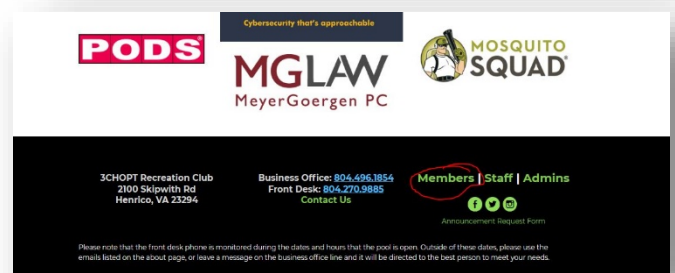 Cybersecurity that's approachable
PODS
MGLAW
MeyerGoergen PC
MOSQUITO
SQUAD
3CHOPT Recreation Club
2100 Skipwith Rd
Henrico, VA 23294
Business Office: 804.496.1854
Front Desk: 804.270.9885
Contact Us
Members | Staff | Admins
Announcement Request Form
Please note that the front desk phone is monitored during the dates and hours that the pool is open. Outside of these dates, please use the
emails listed on the about page, or leave a message on the business office line and it will be directed to the best person to meet your needs.